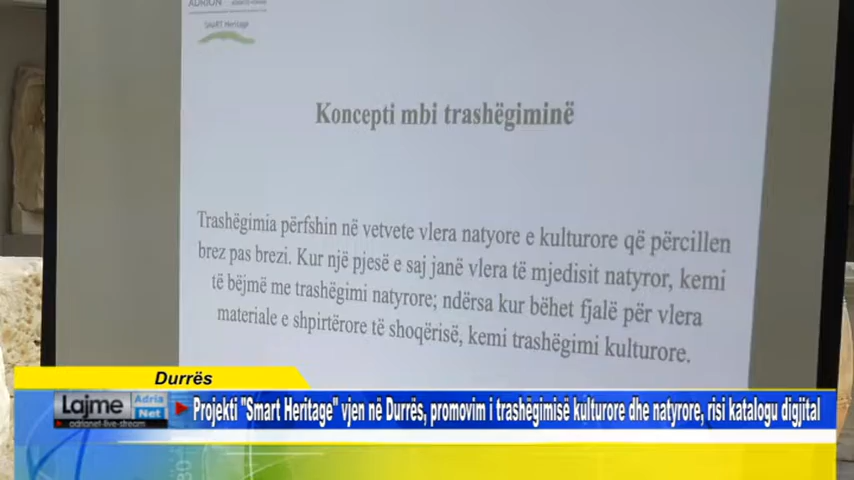 ADRION
SMART Heritage
Koncepti mbi trashëgiminë
Trashëgimia përfshin në vetvete vlera natyore e kulturore që përcillen
brez pas brezi. Kur një pjesë e saj janë vlera të mjedisit natyror, kemi
të bëjmë me trashëgimi natyrore; ndërsa kur bëhet fjalë për vlera
materiale e shpirtërore të shoqërisë, kemi trashëgimi kulturore.
Durrës
Lajme Adria Net
Projekti "Smart Heritage" vjen në Durrës, promovim i trashëgimisë kulturore dhe natyrore, risi katalogu digjital
adrianet-live-stream